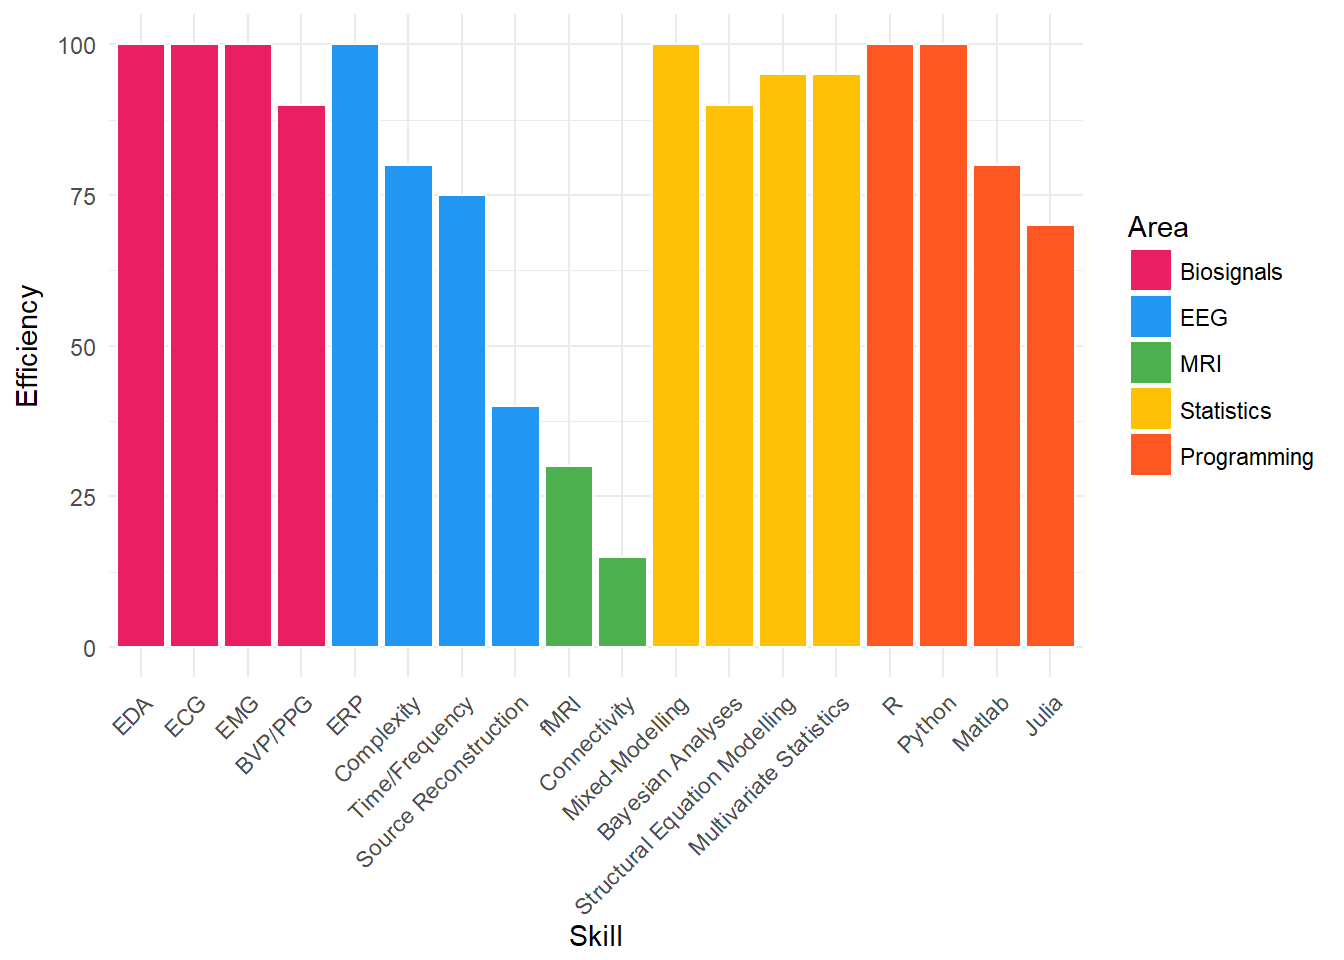 100
75
50
25
0
Efficiency
EDA
ECG
EMG
BVP/PPG
ERP
Complexity
Time/Frequency
Source Reconstruction
fMRI
Connectivity
Mixed-Modelling
Bayesian Analyses
Structural Equation Modelling
Multivariate Statistics
R
Python
Matlab
Julia
Skill
Area
Biosignals
EEG
MRI
Statistics
Programming